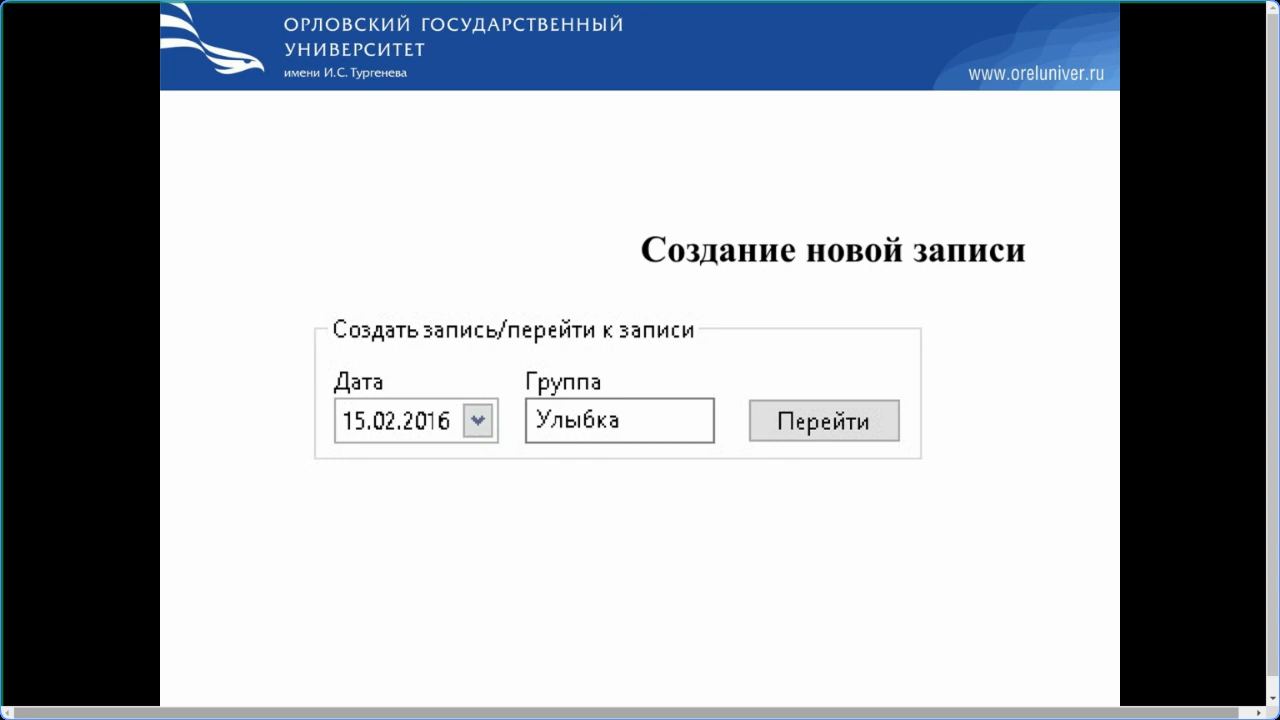 ОРЛОВСКИЙ ГОСУДАРСТВЕННЫЙ
УНИВЕРСИТЕТ
имени И.С. Тургенева
www.oreluniver.ru
Создание новой записи
Создать запись/перейти к записи
Дата
Группа
15.02.2016
Улыбка
Перейти